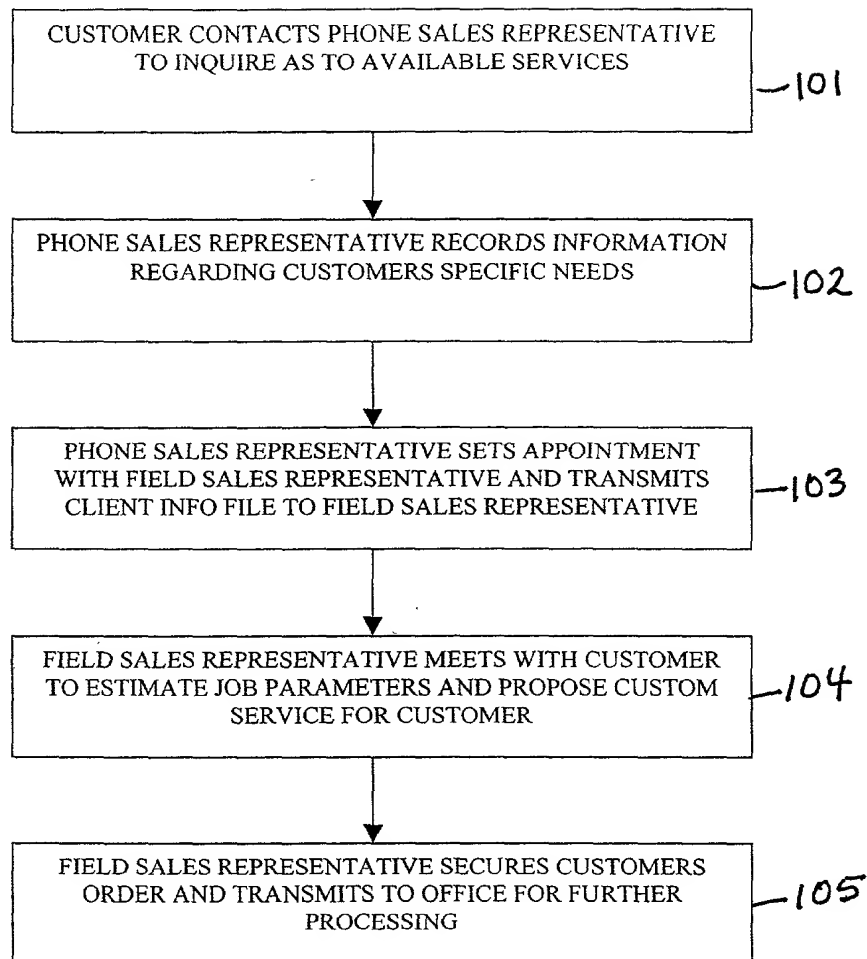 CUSTOMER CONTACTS PHONE SALES REPRESENTATIVE
TO INQUIRE AS TO AVAILABLE SERVICES
101
PHONE SALES REPRESENTATIVE RECORDS INFORMATION
REGARDING CUSTOMERS SPECIFIC NEEDS
102
PHONE SALES REPRESENTATIVE SETS APPOINTMENT
WITH FIELD SALES REPRESENTATIVE AND TRANSMITS
CLIENT INFO FILE TO FIELD SALES REPRESENTATIVE
103
FIELD SALES REPRESENTATIVE MEETS WITH CUSTOMER
TO ESTIMATE JOB PARAMETERS AND PROPOSE CUSTOM
SERVICE FOR CUSTOMER
104
FIELD SALES REPRESENTATIVE SECURES CUSTOMERS
ORDER AND TRANSMITS TO OFFICE FOR FURTHER
PROCESSING
105